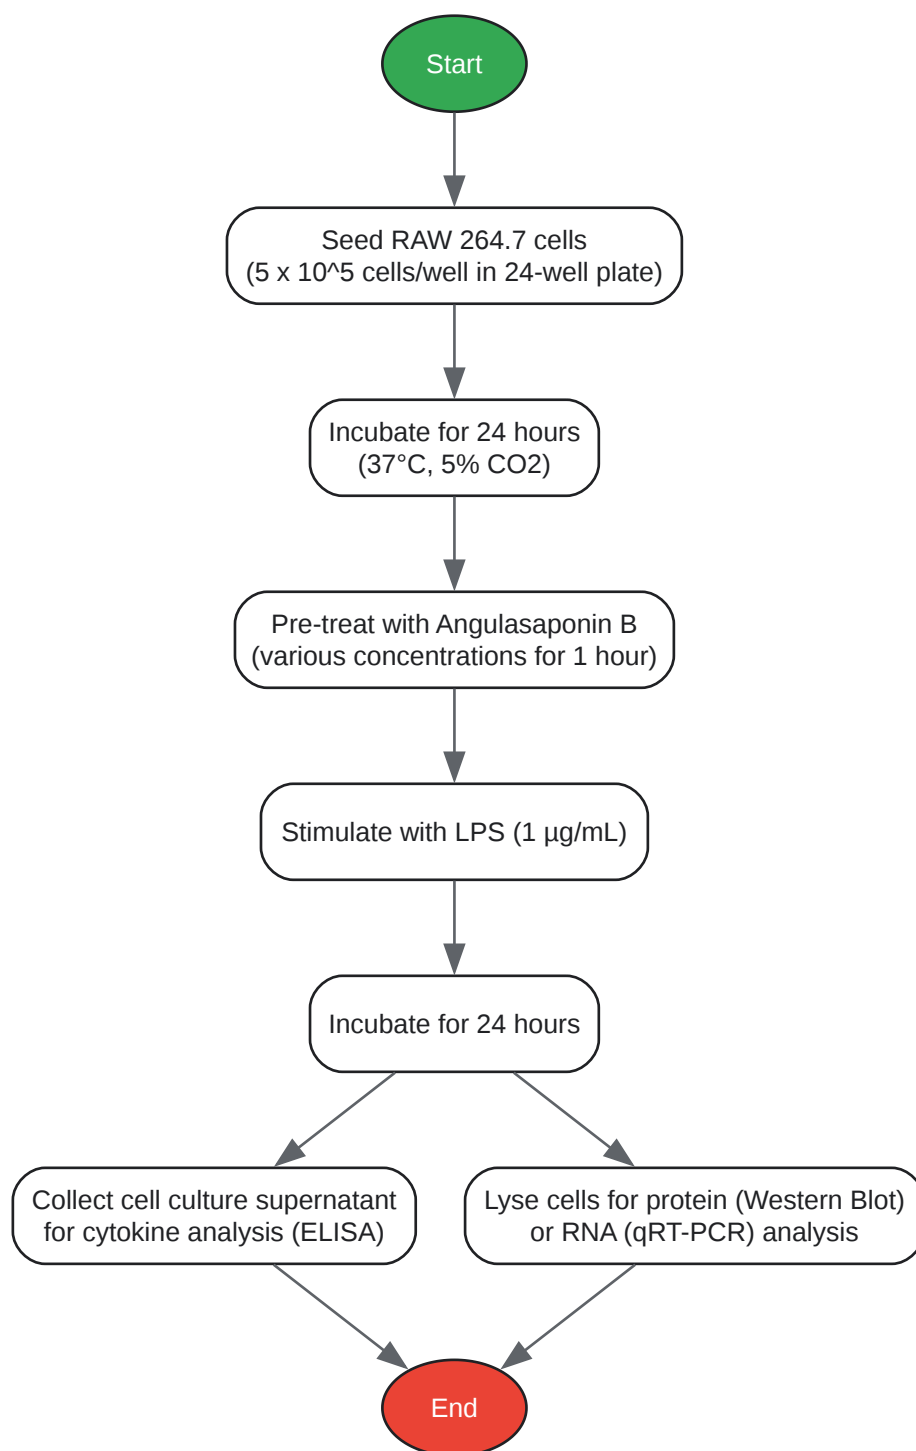 Start
Seed RAW 264.7 cells
(5 x 10^5 cells/well in 24-well plate)
Incubate for 24 hours
(37°C, 5% CO2)
Pre-treat with Angulasaponin B
(various concentrations for 1 hour)
Stimulate with LPS (1 µg/mL)
Incubate for 24 hours
Collect cell culture supernatant
for cytokine analysis (ELISA)
Lyse cells for protein (Western Blot)
or RNA (qRT-PCR) analysis
End